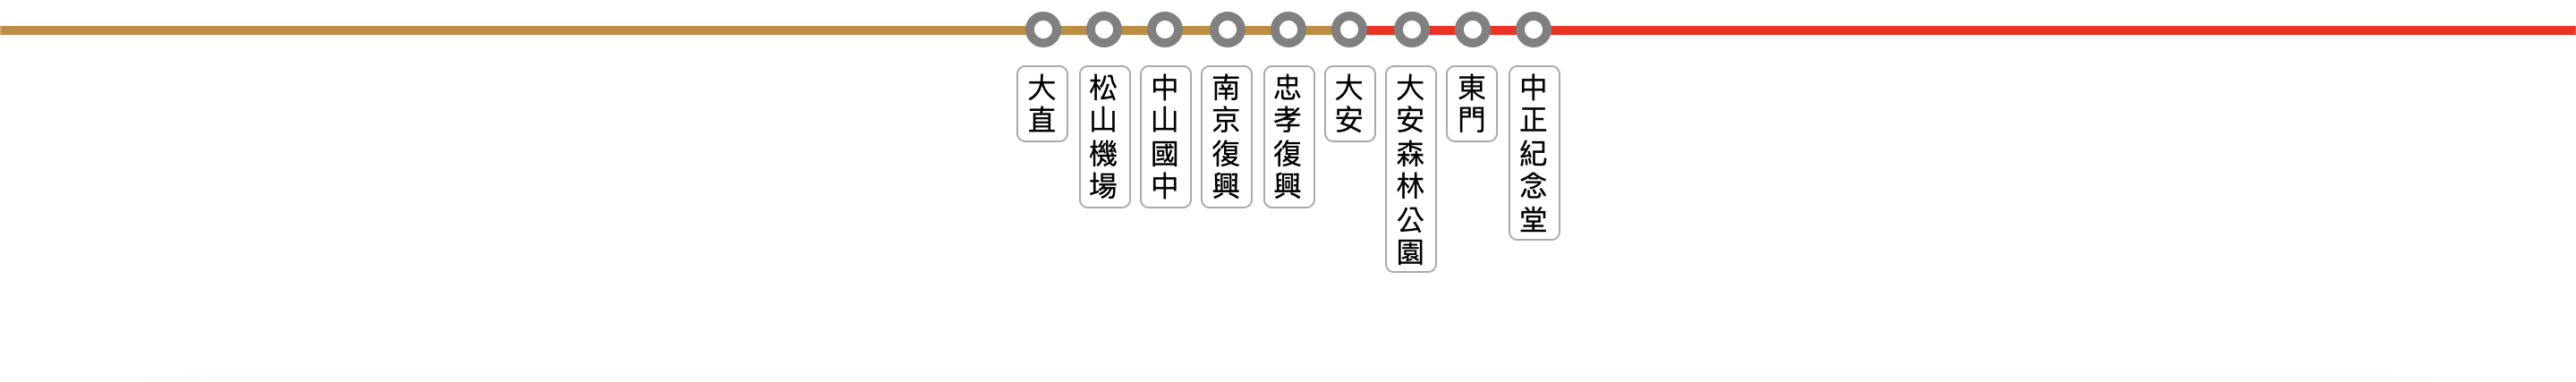 大直
松山機場
中山國中
南京復興
忠孝復興
大安
大安森林公園
東門
中正紀念堂